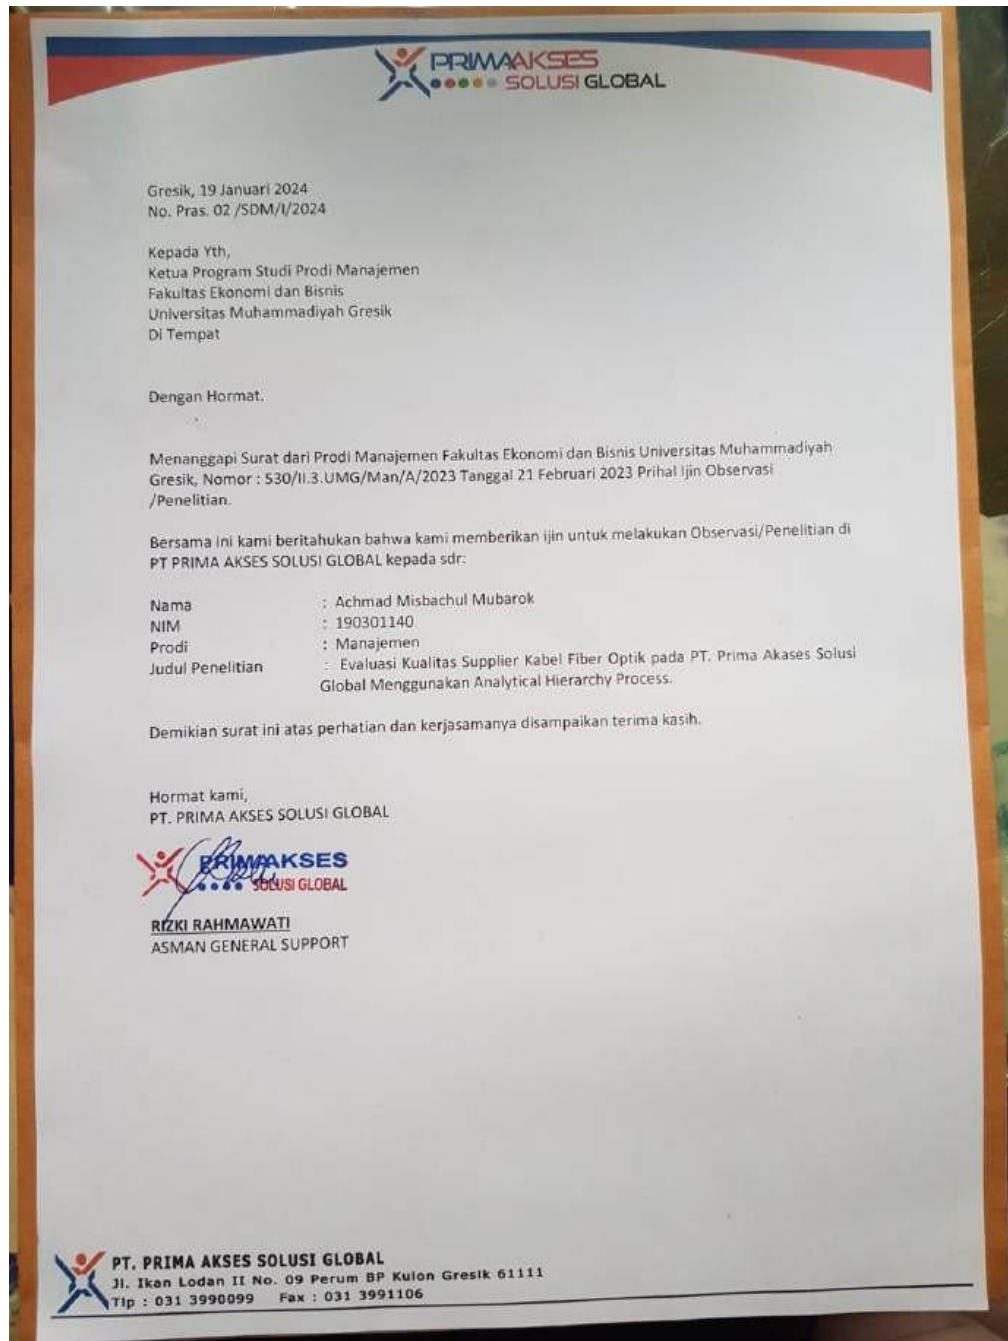 PRIMAAKSES
SOLUSI GLOBAL
Gresik, 19 Januari 2024
No. Pras. 02 /SDM/I/2024
Kepada Yth,
Ketua Program Studi Prodi Manajemen
Fakultas Ekonomi dan Bisnis
Universitas Muhammadiyah Gresik
Di Tempat
Dengan Hormat.
Menanggapi Surat dari Prodi Manajemen Fakultas Ekonomi dan Bisnis Universitas Muhammadiyah
Gresik, Nomor : 530/II.3.UMG/Man/A/2023 Tanggal 21 Februari 2023 Prihal Ijin Observasi
/Penelitian.
Bersama ini kami beritahukan bahwa kami memberikan ijin untuk melakukan Observasi/Penelitian di
PT PRIMA AKSES SOLUSI GLOBAL kepada sdr:
Nama : Achmad Misbachul Mubarok
NIM : 190301140
Prodi : Manajemen
Judul Penelitian : Evaluasi Kualitas Supplier Kabel Fiber Optik pada PT. Prima Akases Solusi
Global Menggunakan Analytical Hierarchy Process.
Demikian surat ini atas perhatian dan kerjasamanya disampaikan terima kasih.
Hormat kami,
PT. PRIMA AKSES SOLUSI GLOBAL
PRIMAAKSES
SOLUSI GLOBAL
RIZKI RAHMAWATI
ASMAN GENERAL SUPPORT
PT. PRIMA AKSES SOLUSI GLOBAL
Jl. Ikan Lodan II No. 09 Perum BP Kulon Gresik 61111
Tlp : 031 3990099 Fax : 031 3991106